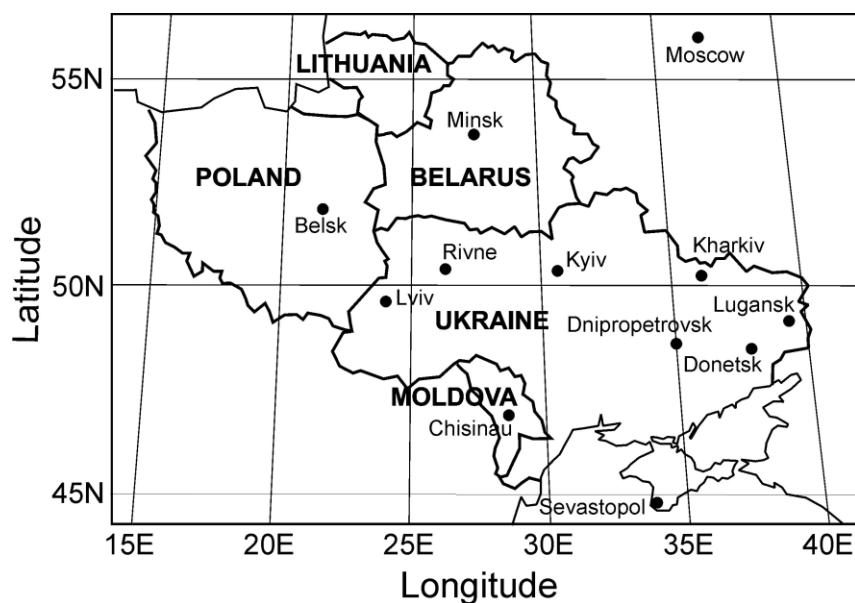 Moscow
LITHUANIA
55N
Minsk
POLAND
BELARUS
Belsk
Rivne
Kyiv
Kharkiv
50N
Lviv
Lugansk
UKRAINE
Dnipropetrovsk
Donetsk
MOLDOVA
Chisinau
45N
Sevastopol
15E 20E 25E 30E 35E 40E
Longitude
Latitude